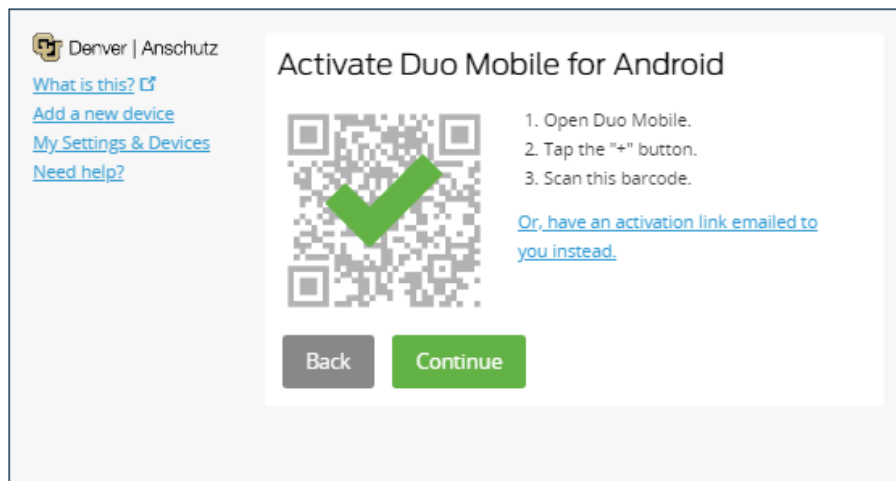 Denver | Anschutz
What is this?
Add a new device
My Settings & Devices
Need help?
Activate Duo Mobile for Android
1. Open Duo Mobile.
2. Tap the "+" button.
3. Scan this barcode.
Or, have an activation link emailed to
you instead.
Back
Continue